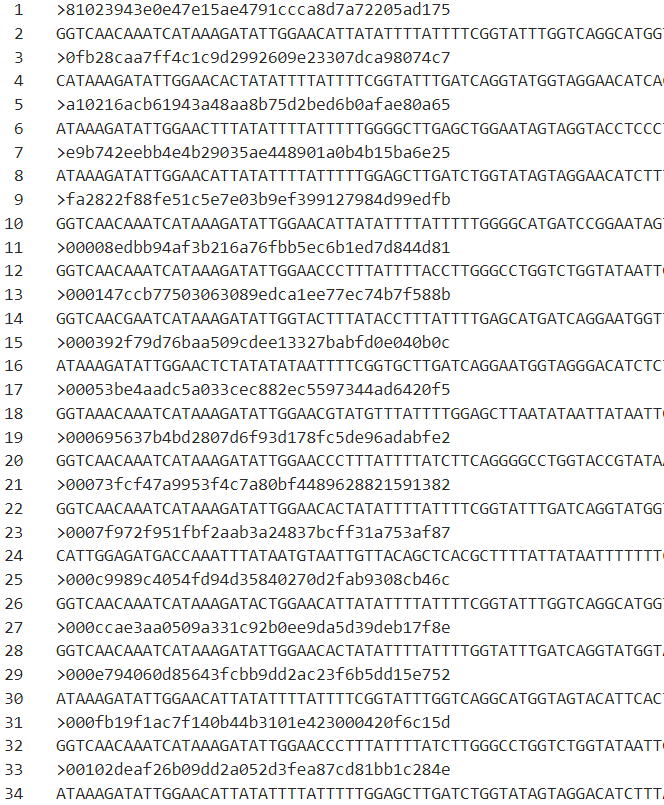 1 >81023943e0e47e15ae4791ccca8d7a72205ad175
2 GGTCAACAAATCATAAAGATATTGGAACATTATATTTTATTTTCGGTATTTGGTCAGGCATGG
3 >0fb28caa7ff4c1c9d2992609e23307dca98074c7
4 CATAAAGATATTGGAACACTATATTTTATTTTCGGTATTTGATCAGGTATGGTAGGAACATCA
5 >a10216acb61943a48aa8b75d2bed6b0afae80a65
6 ATAAAGATATTGGAACTTTATATTTTATTTTTGGGGCTTGAGCTGGAATAGTAGGTACCTCCC
7 >e9b742eebb4e4b29035ae448901a0b4b15ba6e25
8 ATAAAGATATTGGAACATTATATTTTATTTTTGGAGCTTGATCTGGTATAGTAGGAACATCTT
9 >fa2822f88fe51c5e7e03b9ef399127984d99edfb
10 GGTCAACAAATCATAAAGATATTGGAACATTATATTTTATTTTTGGGGCATGATCCGGAATAG
11 >00008edbb94af3b216a76fbb5ec6b1ed7d844d81
12 GGTCAACAAATCATAAAGATATTGGAACCCTTTATTTTACCTTGGGCCTGGTCTGGTATAATT
13 >000147ccb77503063089edca1ee77ec74b7f588b
14 GGTCAACGAATCATAAAGATATTGGTACTTTATACCTTTATTTTGAGCATGATCAGGAATGGT
15 >000392f79d76baa509cdee13327babfd0e040b0c
16 ATAAAGATATTGGAACTCTATATATAATTTTCGGTGCTTGATCAGGAATGGTAGGGACATCTC
17 >00053be4aadc5a033cec882ec5597344ad6420f5
18 GGTAAACAAATCATAAAGATATTGGAACGTATGTTTATTTTGGAGCTTAATATAATTATAATT
19 >000695637b4bd2807d6f93d178fc5de96adabfe2
20 GGTCAACAAATCATAAAGATATTGGAACCCTTTATTTTATCTTCAGGGGCCTGGTACCGTATA
21 >00073fcf47a9953f4c7a80bf4489628821591382
22 GGTCAACAAATCATAAAGATATTGGAACACTATATTTTATTTTCGGTATTTGATCAGGTATGG
23 >0007f972f951fbf2aab3a24837bcff31a753af87
24 CATTGGAGATGACCAAATTTATAATGTAATTGTTACAGCTCACGCTTTTATTATAATTTTTTT
25 >000c9989c4054fd94d35840270d2fab9308cb46c
26 GGTCAACAAATCATAAAGATACTGGAACATTATATTTTATTTTCGGTATTTGGTCAGGCATGG
27 >000ccae3aa0509a331c92b0ee9da5d39deb17f8e
28 GGTCAACAAATCATAAAGATATTGGAACACTATATTTTATTTTTGGTATTTGATCAGGTATGG
29 >000e794060d85643fcbb9dd2ac23f6b5dd15e752
30 ATAAAGATATTGGAACATTATATTTTATTTTCGGTATTTGGTCAGGCATGGTAGTACATTCAC
31 >000fb19f1ac7f140b44b3101e423000420f6c15d
32 GGTCAACAAATCATAAAGATATTGGAACCCTTTATTTTATCTTGGGCCTGGTCTGGTATAATT
33 >00102deaf26b09dd2a052d3fea87cd81bb1c284e
34 ATAAAGATATTGGAACATTATATTTTATTTTTGGAGCTTGATCTGGTATAGTAGGACATCTTT